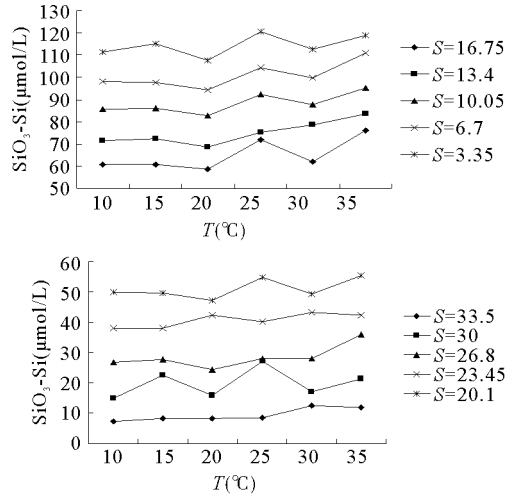 130
120
110
100
90
80
70
60
50
SiO₃-Si(μmol/L)
10 15 20 25 30 35
T(℃)
S=16.75
S=13.4
S=10.05
S=6.7
S=3.35
60
50
40
30
20
10
0
SiO₃-Si(μmol/L)
10 15 20 25 30 35
T(℃)
S=33.5
S=30
S=26.8
S=23.45
S=20.1